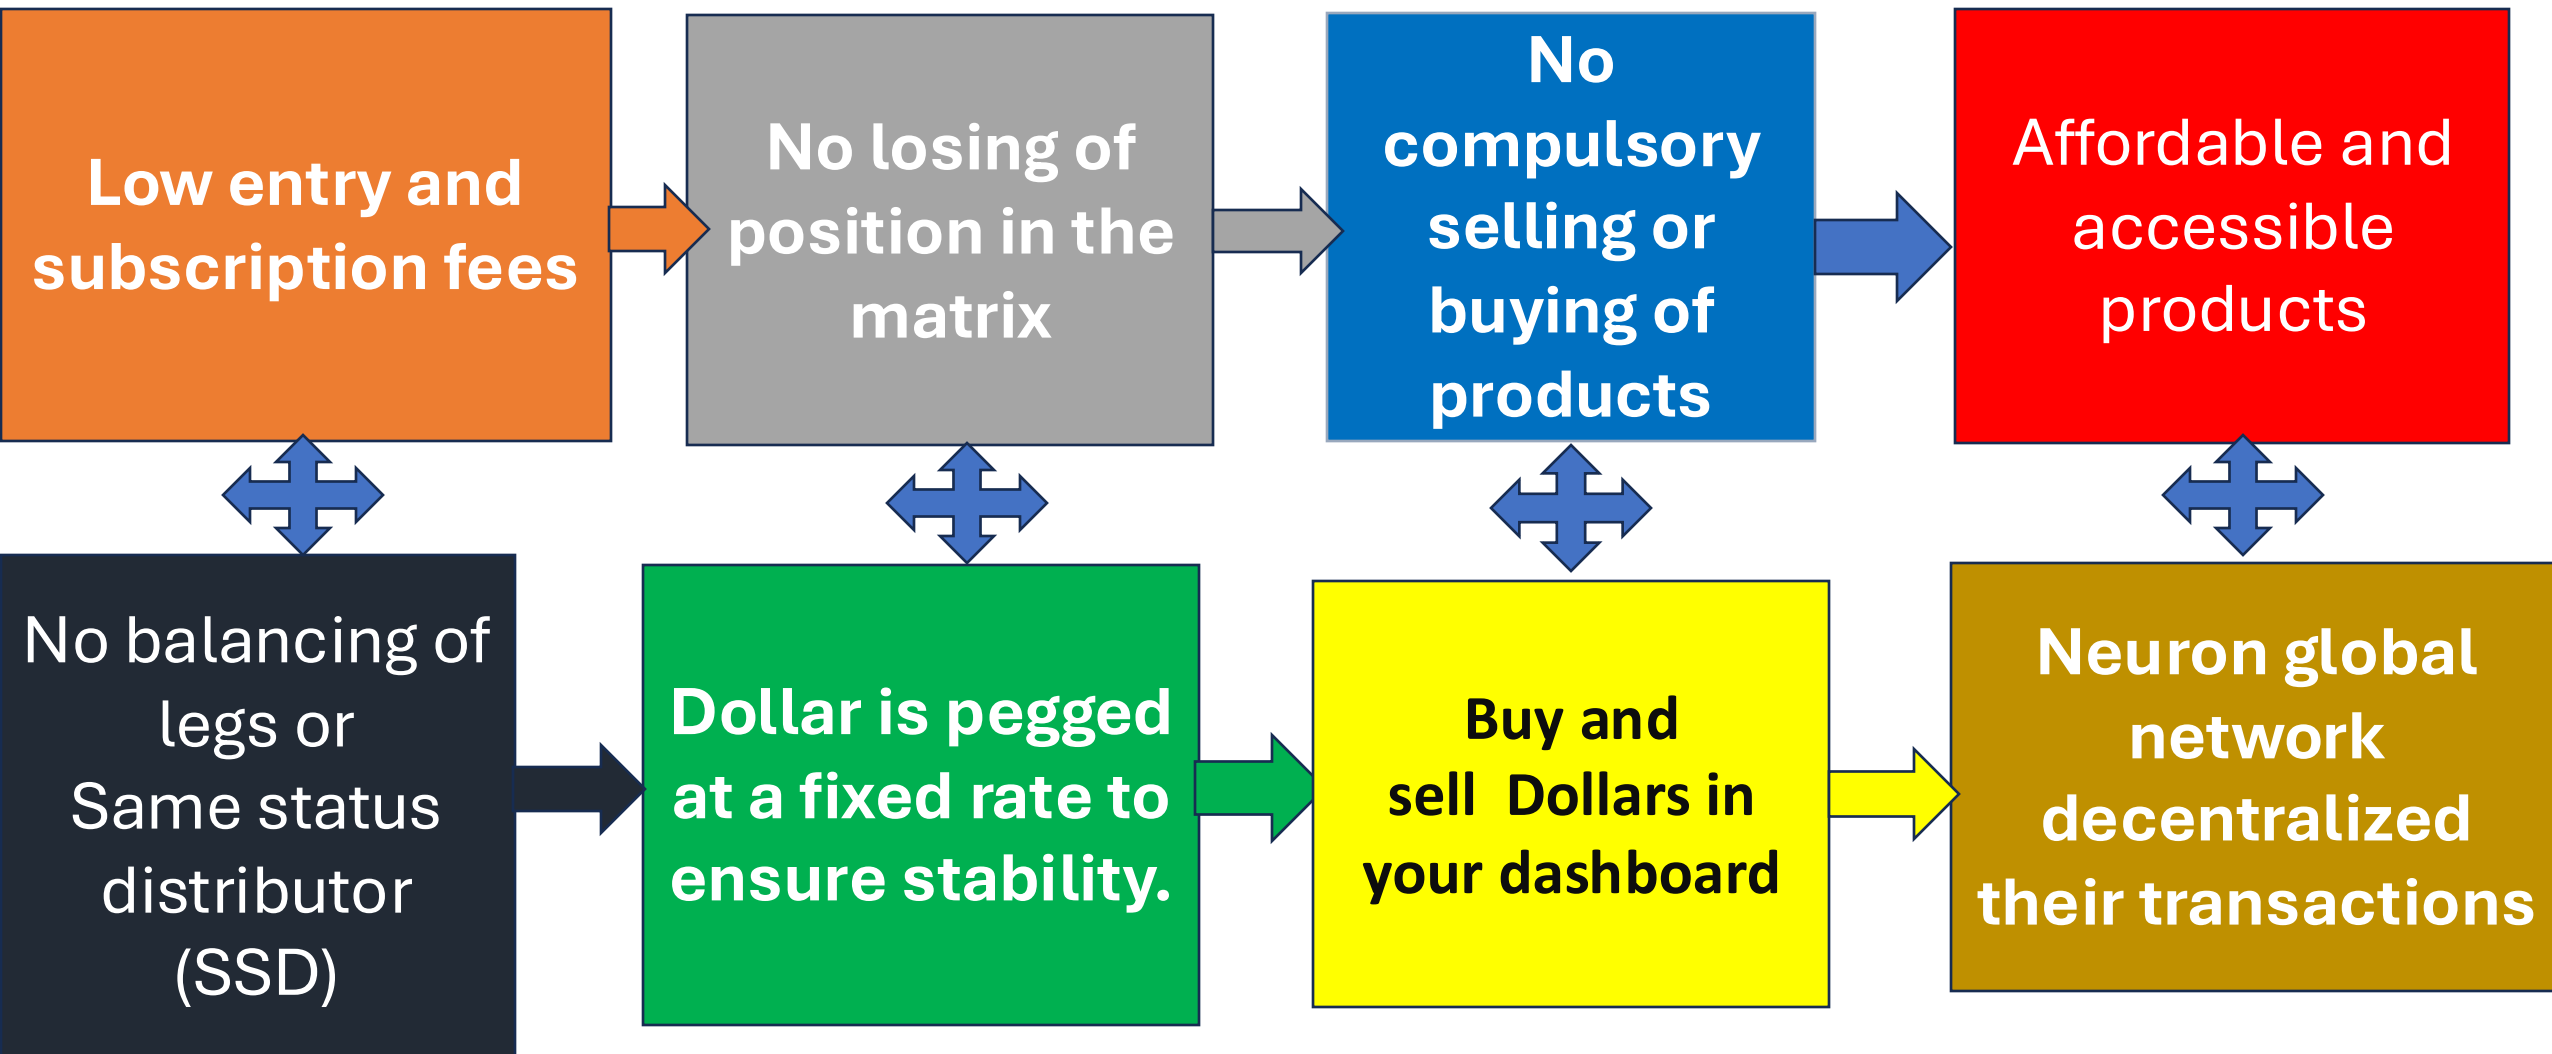 Low entry and
subscription fees
No losing of
position in the
matrix
No
compulsory
selling or
buying of
products
Affordable and
accessible
products
No balancing of
legs or
Same status
distributor
(SSD)
Dollar is pegged
at a fixed rate to
ensure stability.
Buy and
sell  Dollars in
your dashboard
Neuron global
network
decentralized
their transactions